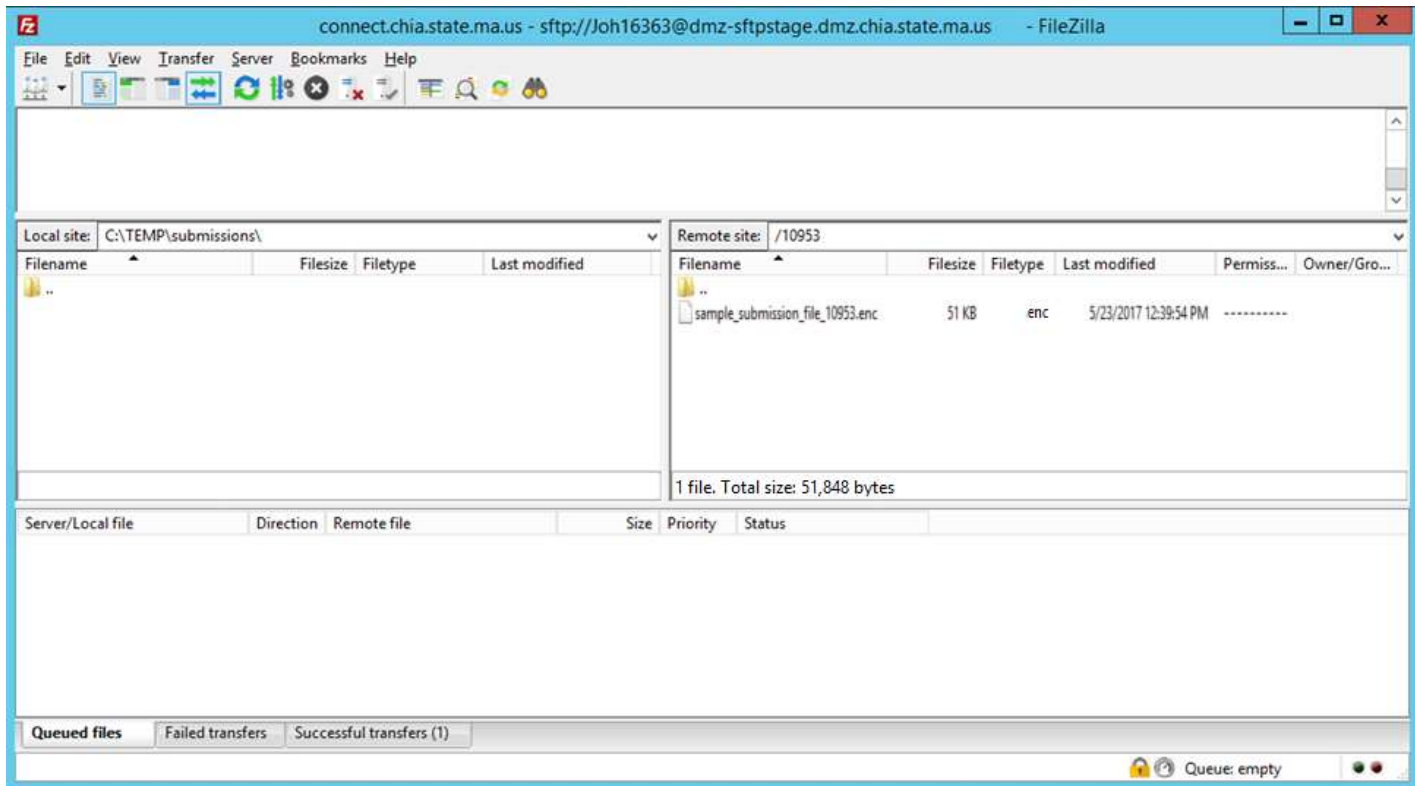 Fz connect.chia.state.ma.us - sftp://Joh16363@dmz-sftpstage.dmz.chia.state.ma.us - FileZilla
File Edit View Transfer Server Bookmarks Help
Local site: C:\TEMP\submissions\ Remote site: /10953
Filename Filesize Filetype Last modified Filename Filesize Filetype Last modified Permiss... Owner/Gro...
.. ..
sample_submission_file_10953.enc 51 KB enc 5/23/2017 12:39:54 PM ----------
1 file. Total size: 51,848 bytes
Server/Local file Direction Remote file Size Priority Status
Queued files Failed transfers Successful transfers (1)
Queue: empty